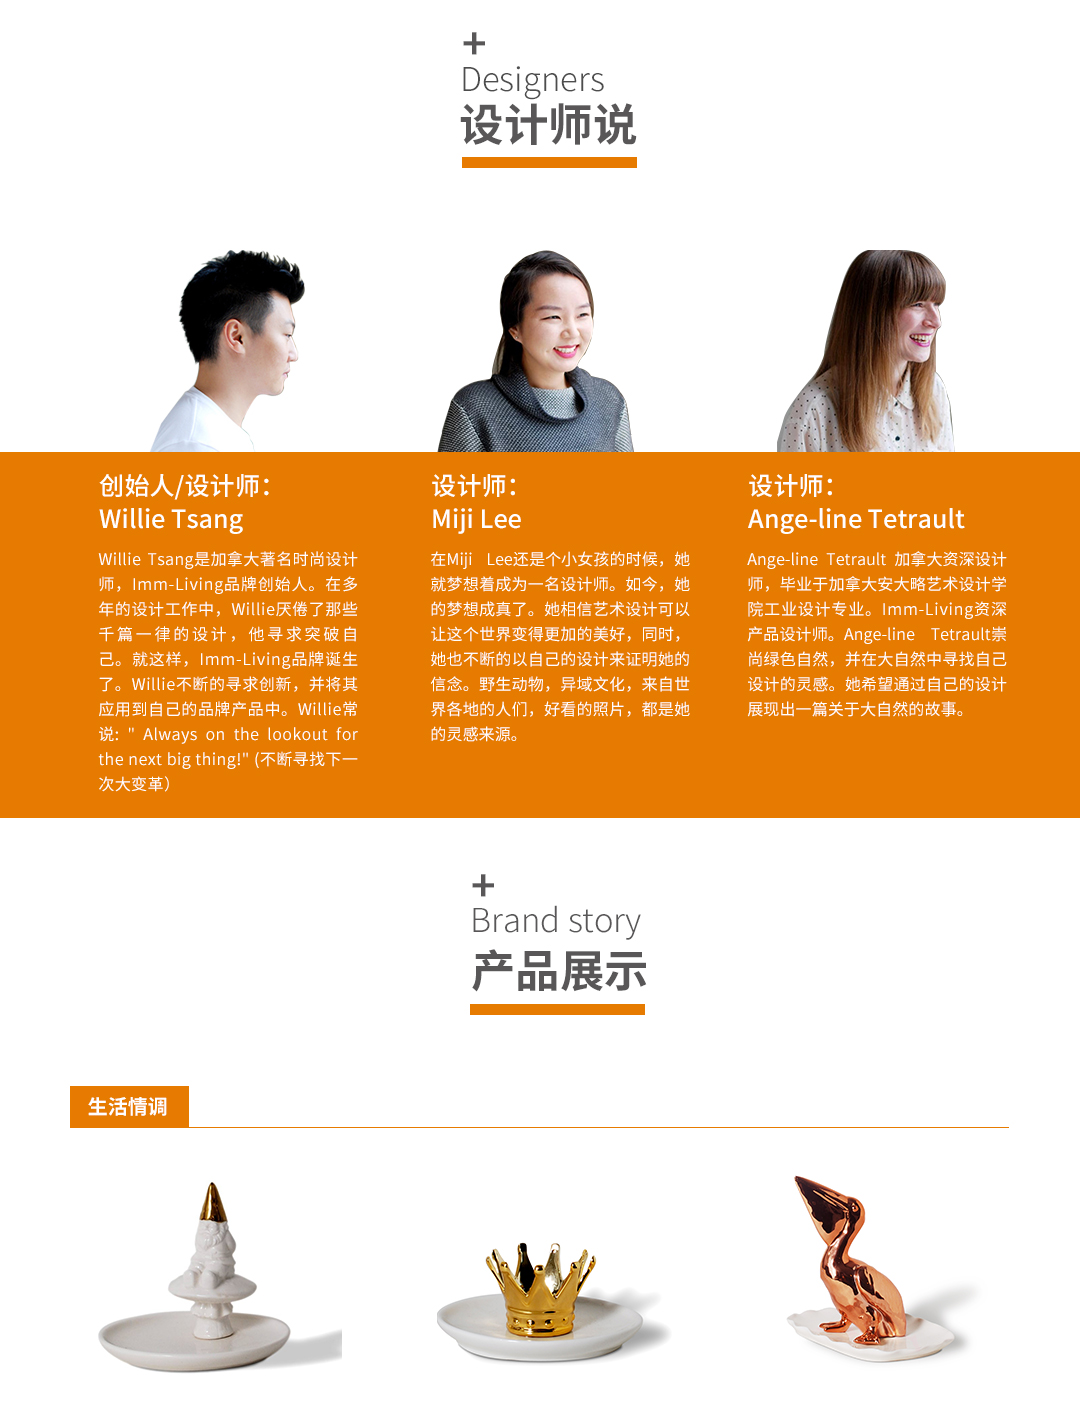 +
Designers
设计师说
创始人/设计师：
Willie Tsang
Willie Tsang是加拿大著名时尚设计
师，Imm-Living品牌创始人。在多
年的设计工作中，Willie厌倦了那些
千篇一律的设计，他寻求突破自
己。就这样，Imm-Living品牌诞生
了。Willie不断的寻求创新，并将其
应用到自己的品牌产品中。Willie常
说: " Always on the lookout for
the next big thing!" (不断寻找下一
次大变革）
设计师：
Miji Lee
在Miji Lee还是个小女孩的时候，她
就梦想着成为一名设计师。如今，她
的梦想成真了。她相信艺术设计可以
让这个世界变得更加的美好，同时，
她也不断的以自己的设计来证明她的
信念。野生动物，异域文化，来自世
界各地的人们，好看的照片，都是她
的灵感来源。
设计师：
Ange-line Tetrault
Ange-line Tetrault 加拿大资深设计
师，毕业于加拿大安大略艺术设计学
院工业设计专业。Imm-Living资深
产品设计师。Ange-line Tetrault崇
尚绿色自然，并在大自然中寻找自己
设计的灵感。她希望通过自己的设计
展现出一篇关于大自然的故事。
+
Brand story
产品展示
生活情调